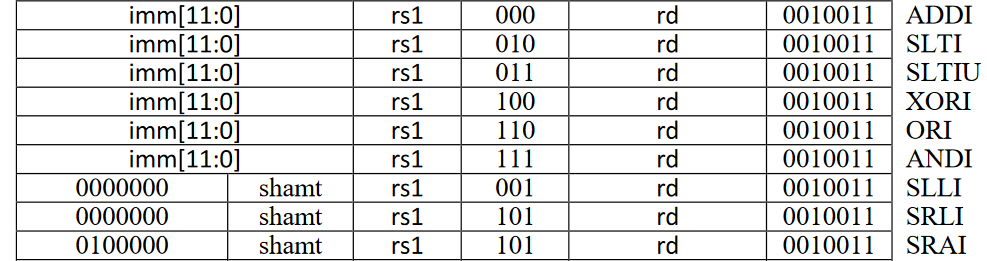 imm[11:0] rs1 000 rd 0010011 ADDI
imm[11:0] rs1 010 rd 0010011 SLTI
imm[11:0] rs1 011 rd 0010011 SLTIU
imm[11:0] rs1 100 rd 0010011 XORI
imm[11:0] rs1 110 rd 0010011 ORI
imm[11:0] rs1 111 rd 0010011 ANDI
0000000 shamt rs1 001 rd 0010011 SLLI
0000000 shamt rs1 101 rd 0010011 SRLI
0100000 shamt rs1 101 rd 0010011 SRAI